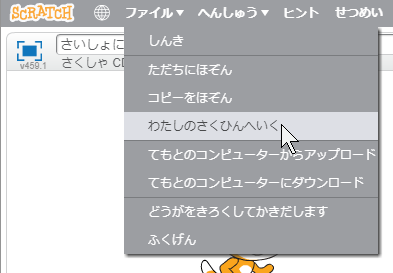 SCRATCH ファイル▼ へんしゅう▼ ヒント せつめい
さいしょに
v459.1 さくしゃ CD
しんき
ただちにほぞん
コピーをほぞん
わたしのさくひんへいく
てもとのコンピューターからアップロード
てもとのコンピューターにダウンロード
どうがをきろくしてかきだします
ふくげん